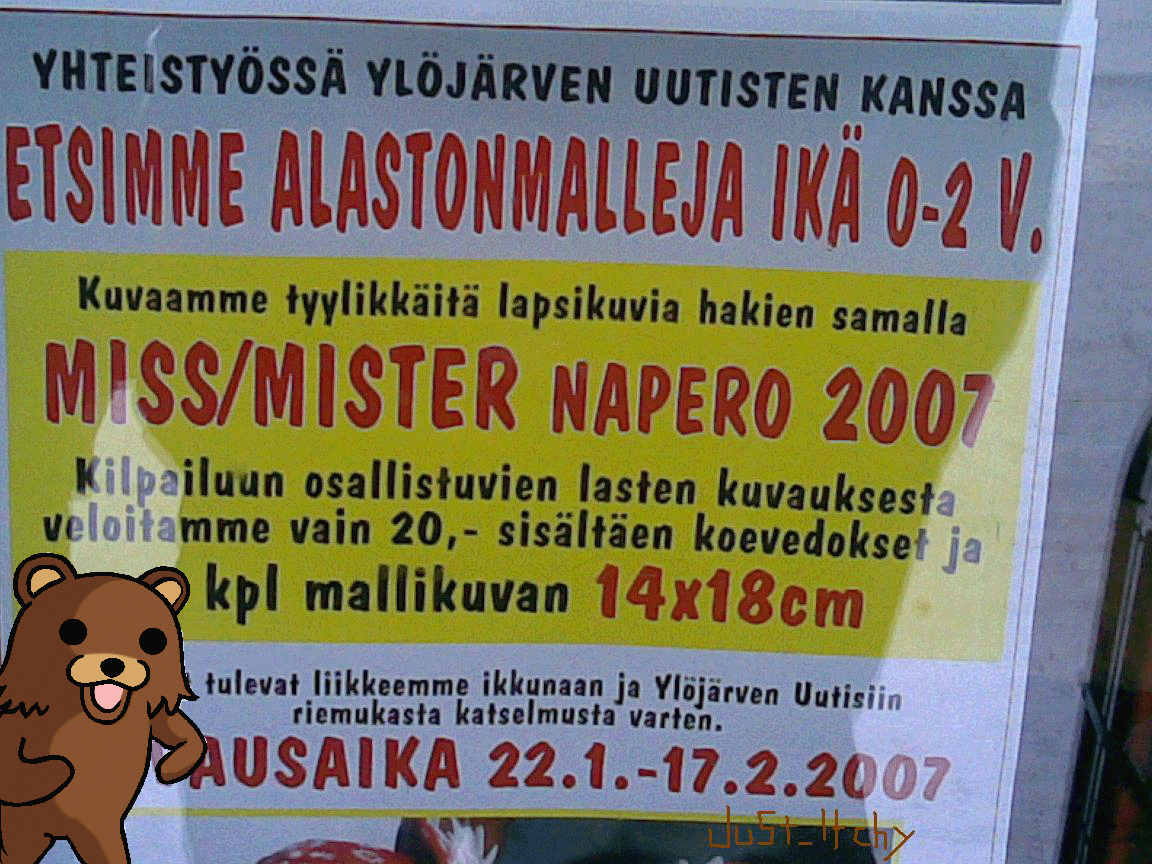 YHTEISTYÖSSÄ YLÖJÄRVEN UUTISTEN KANSSA
ETSIMME ALASTONMALLEJA IKÄ 0-2 V.
Kuvaamme tyylikkäitä lapsikuvia hakien samalla
MISS/MISTER NAPERO 2007
Kilpailuun osallistuvien lasten kuvauksesta
veloitamme vain 20,- sisältäen koevedokset ja
kpl mallikuvan 14x18cm
tulevat liikkeemme ikkunaan ja Ylöjärven Uutisiin
riemukasta katselmusta varten.
AUSAIKA 22.1.-17.2.2007
Just_Itchy